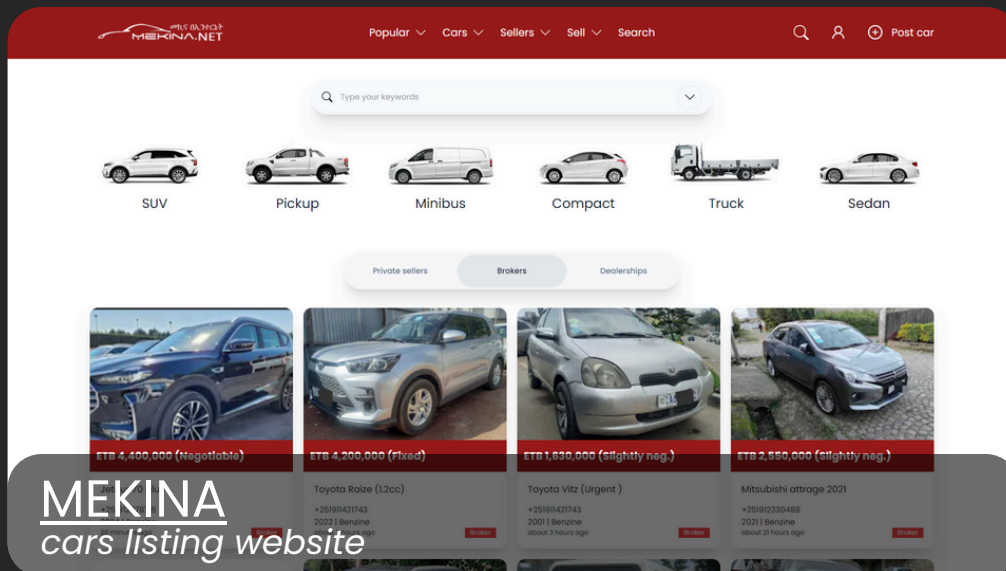 መኪና በኢንተርኔት
MEKINA.NET
Popular Cars Sellers Sell Search Post car
Type your keywords
SUV Pickup Minibus Compact Truck Sedan
Private sellers Brokers Dealerships
ETB 4,400,000 (Negotiable) ETB 4,200,000 (Fixed) ETB 1,630,000 (Slightly neg.) ETB 2,550,000 (Slightly neg.)
Toyota Raize (1.2cc) Toyota Vitz (Urgent ) Mitsubishi attrage 2021
+251911421743 +251911421743 +251912330488
2022 | Benzine 2001 | Benzine 2021 | Benzine
hours ago about 3 hours ago about 21 hours ago
Broker Broker Broker Broker
MEKINA
cars listing website